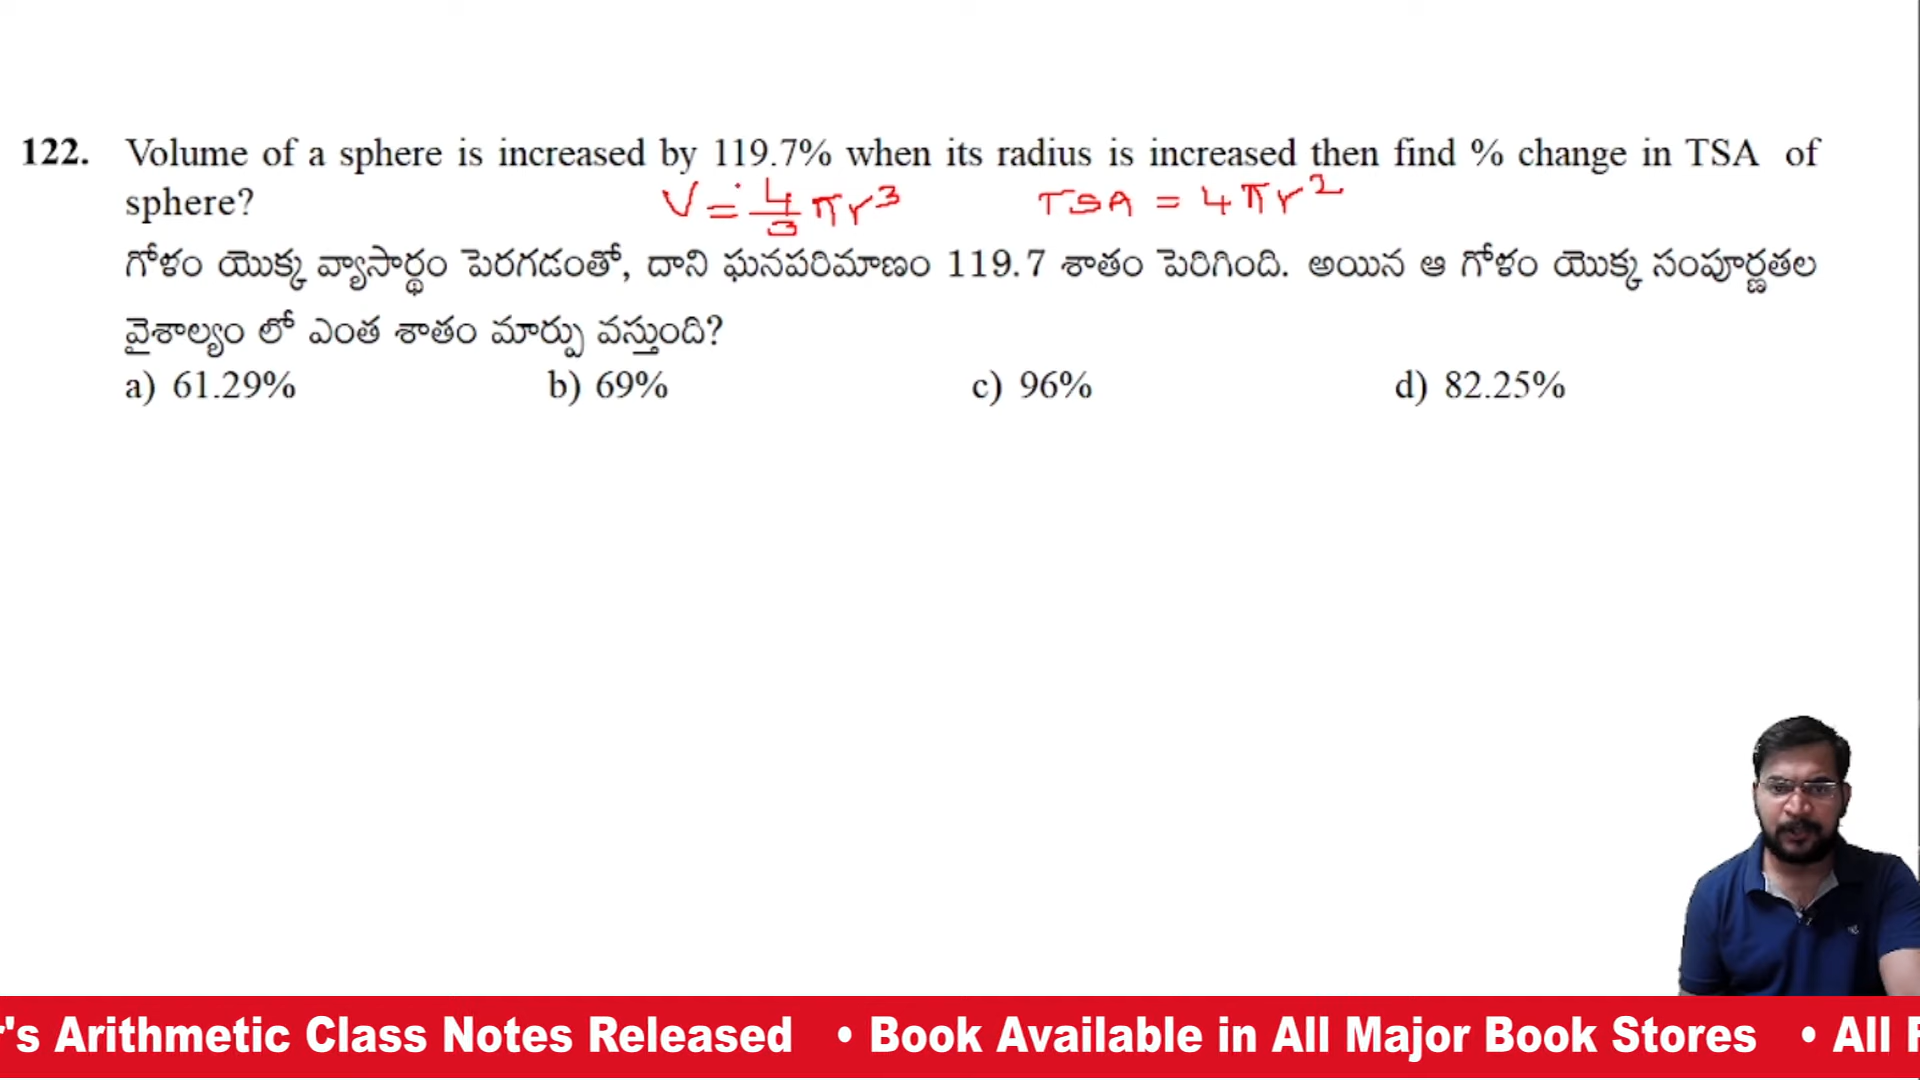 122. Volume of a sphere is increased by 119.7% when its radius is increased then find % change in TSA of
sphere?
V = 4/3 πr³ TSA = 4πr²
గోళం యొక్క వ్యాసార్థం పెరగడంతో, దాని ఘనపరిమాణం 119.7 శాతం పెరిగింది. అయిన ఆ గోళం యొక్క సంపూర్ణతల
వైశాల్యం లో ఎంత శాతం మార్పు వస్తుంది?
a) 61.29% b) 69% c) 96% d) 82.25%
r's Arithmetic Class Notes Released • Book Available in All Major Book Stores • All